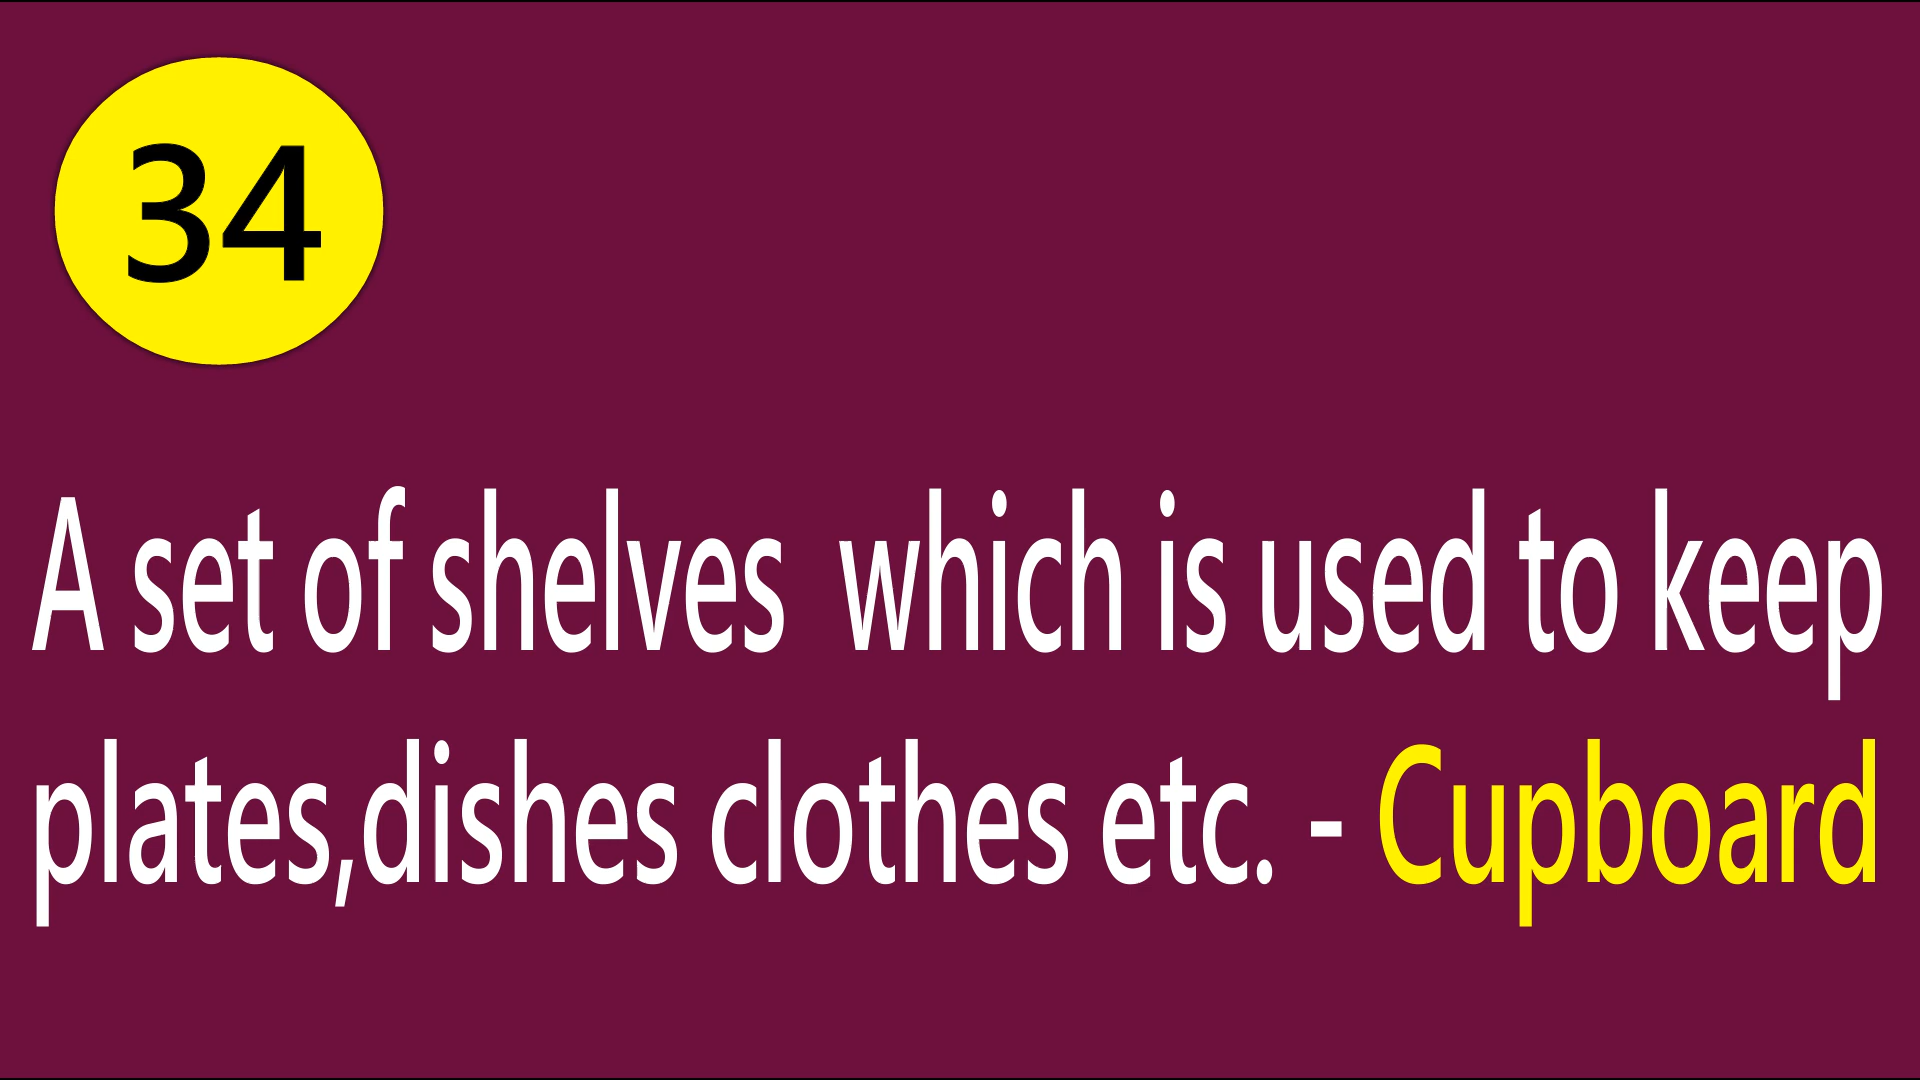 34
A set of shelves  which is used to keep
plates,dishes clothes etc. - Cupboard